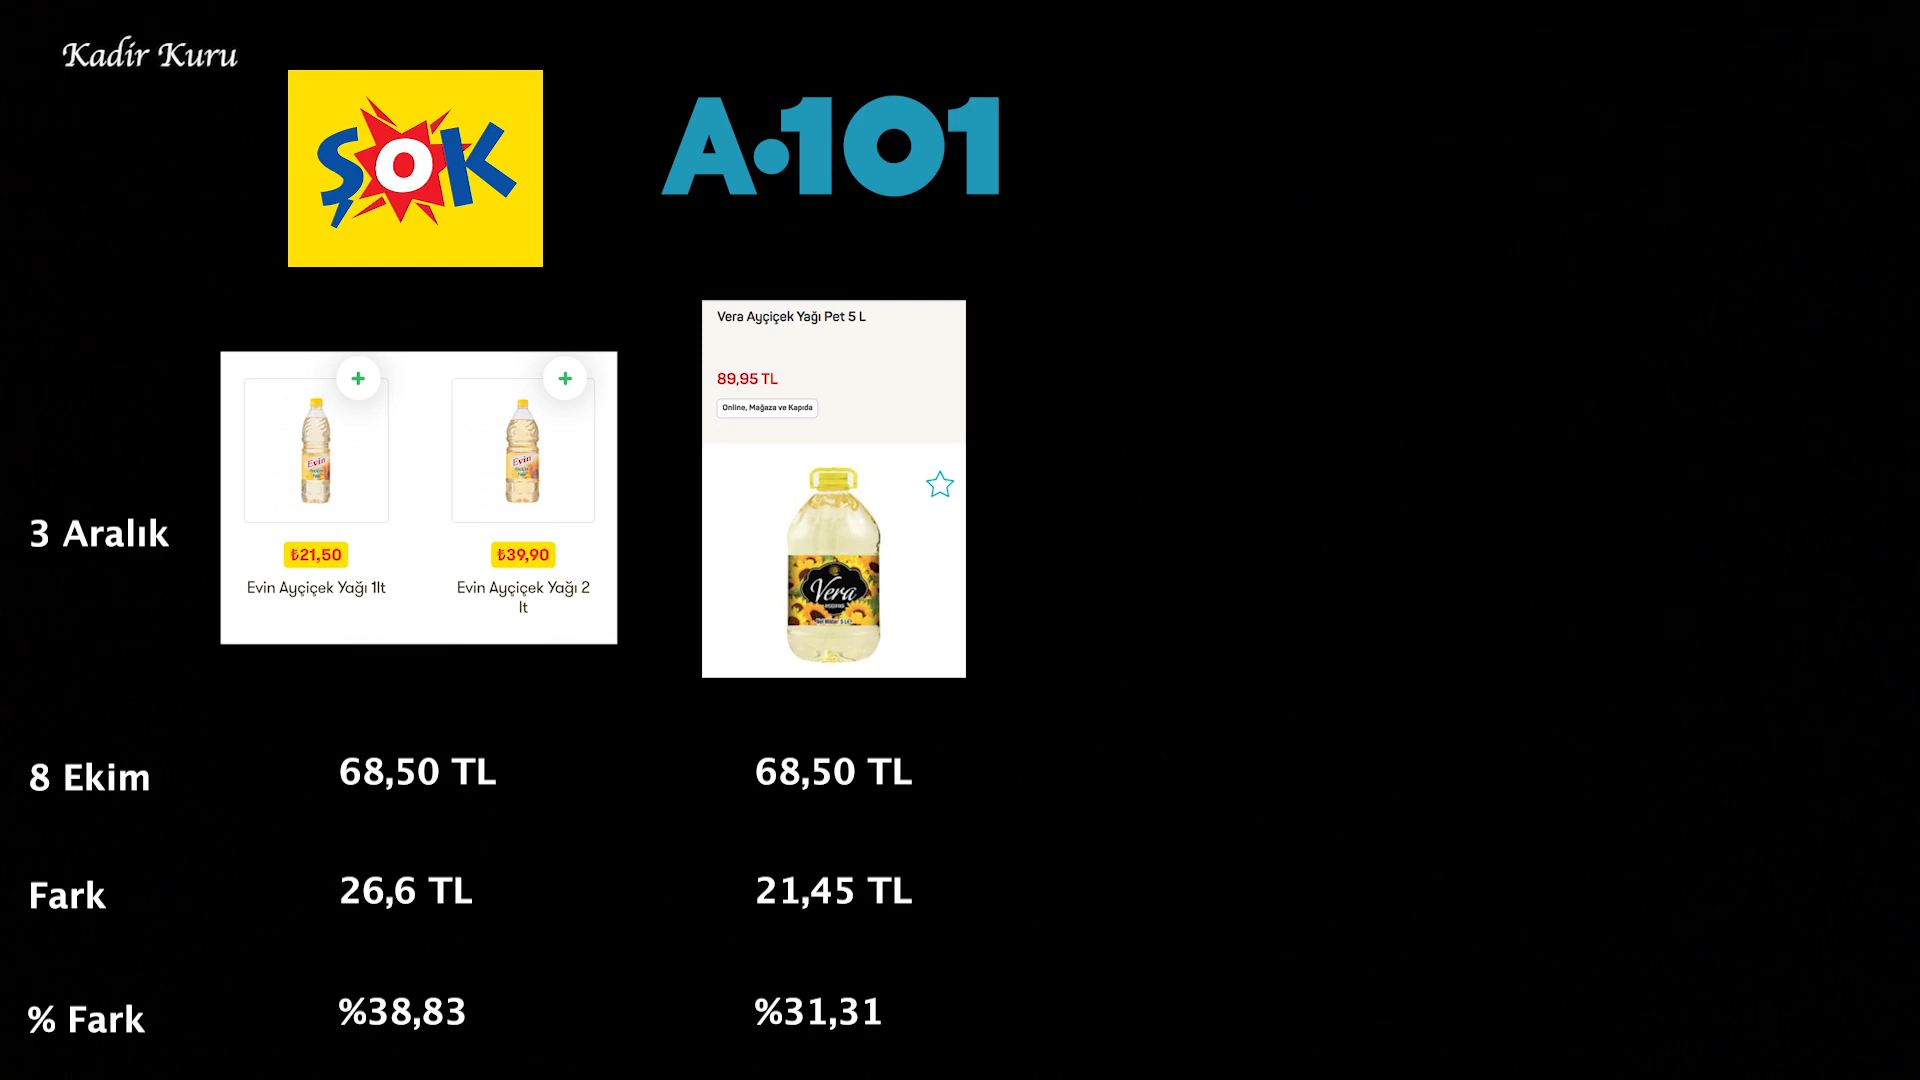 Kadir Kuru
ŞOK
A101
Vera Ayçiçek Yağı Pet 5 L
89,95 TL
Online, Mağaza ve Kapıda
Vera
3 Aralık
Evin
Evin
₺21,50
₺39,90
Evin Ayçiçek Yağı 1lt
Evin Ayçiçek Yağı 2
lt
8 Ekim
68,50 TL
68,50 TL
Fark
26,6 TL
21,45 TL
% Fark
%38,83
%31,31